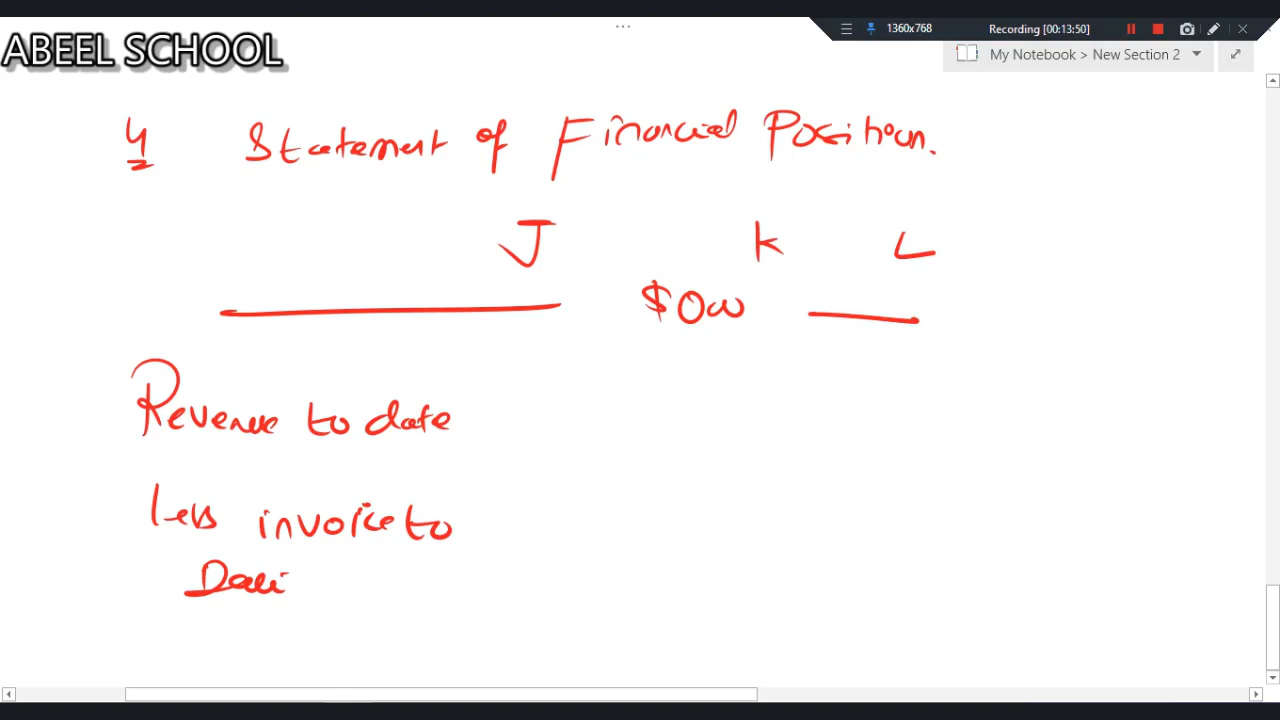 ABEEL SCHOOL
1360x768 Recording [00:13:50]
My Notebook > New Section 2
4 Statement of Financial Position.
J K L
$000
Revenue to date
less invoice to